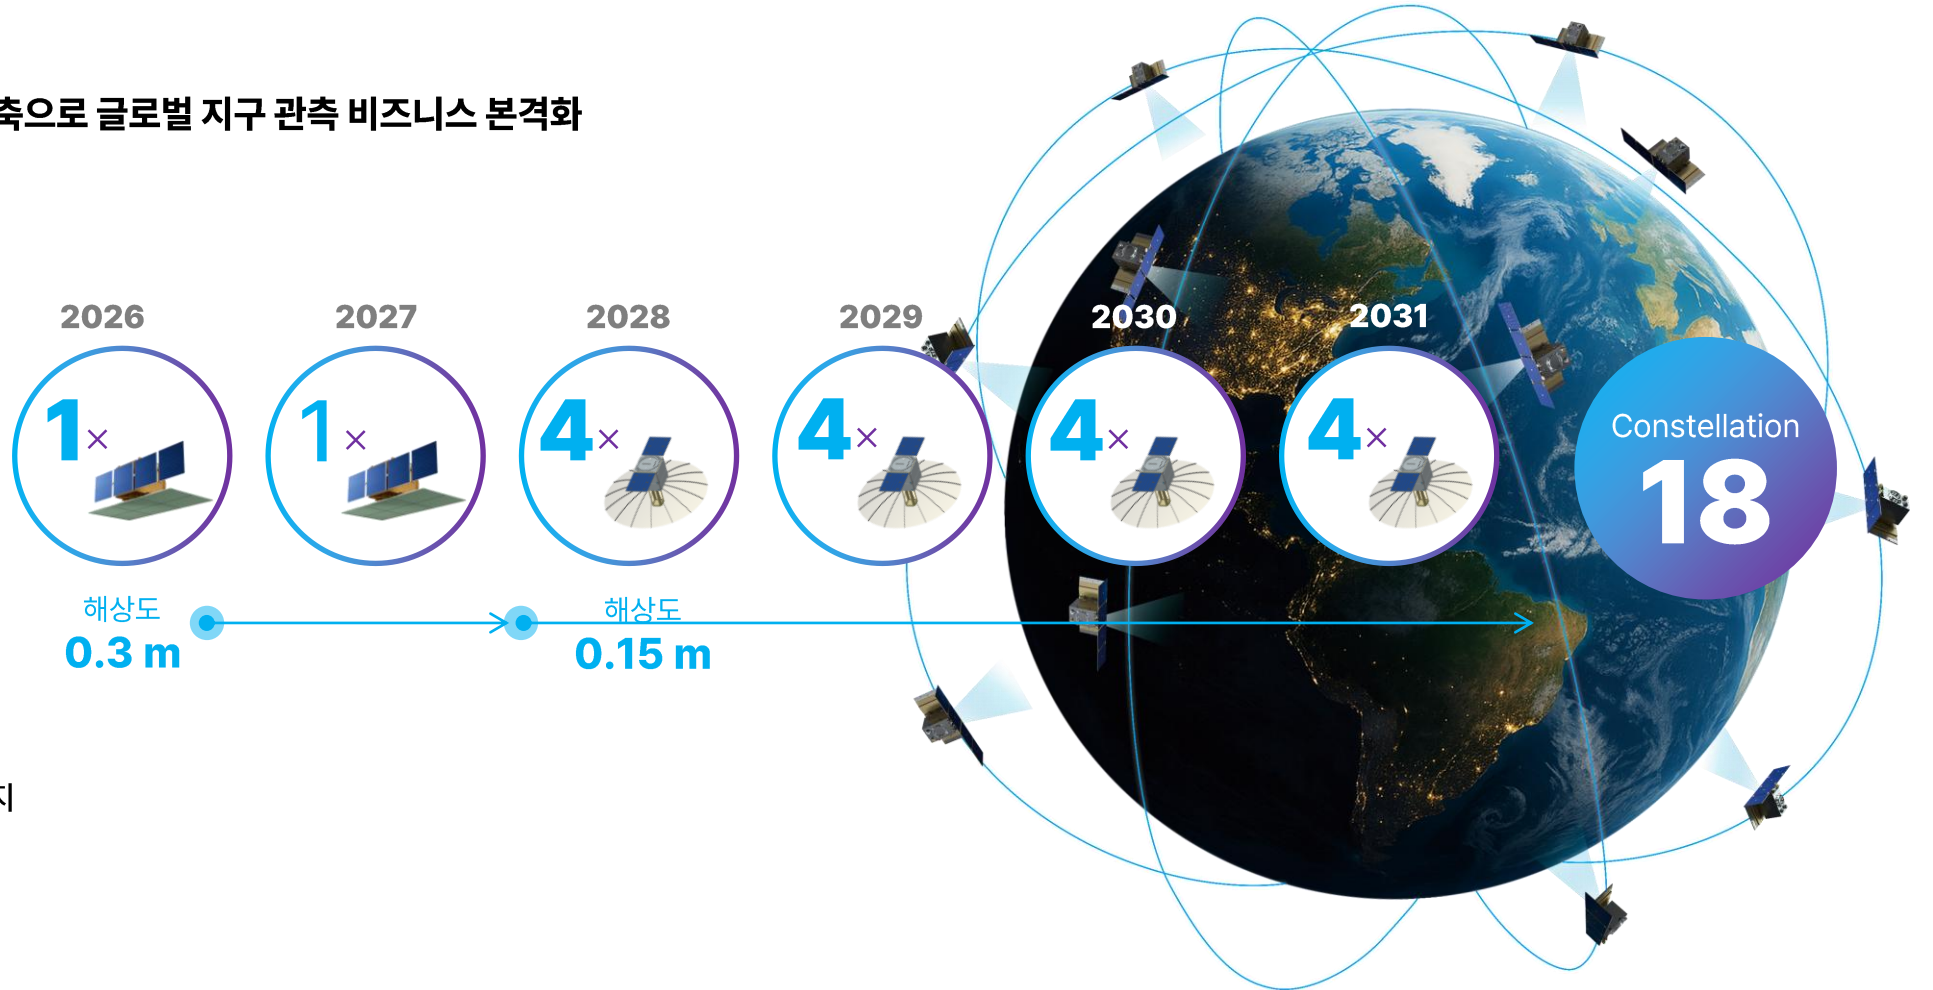 축으로 글로벌 지구 관측 비즈니스 본격화
2026 2027 2028 2029 2030 2031
1× 1× 4× 4× 4× 4×
Constellation
18
해상도 해상도
0.3 m 0.15 m
지